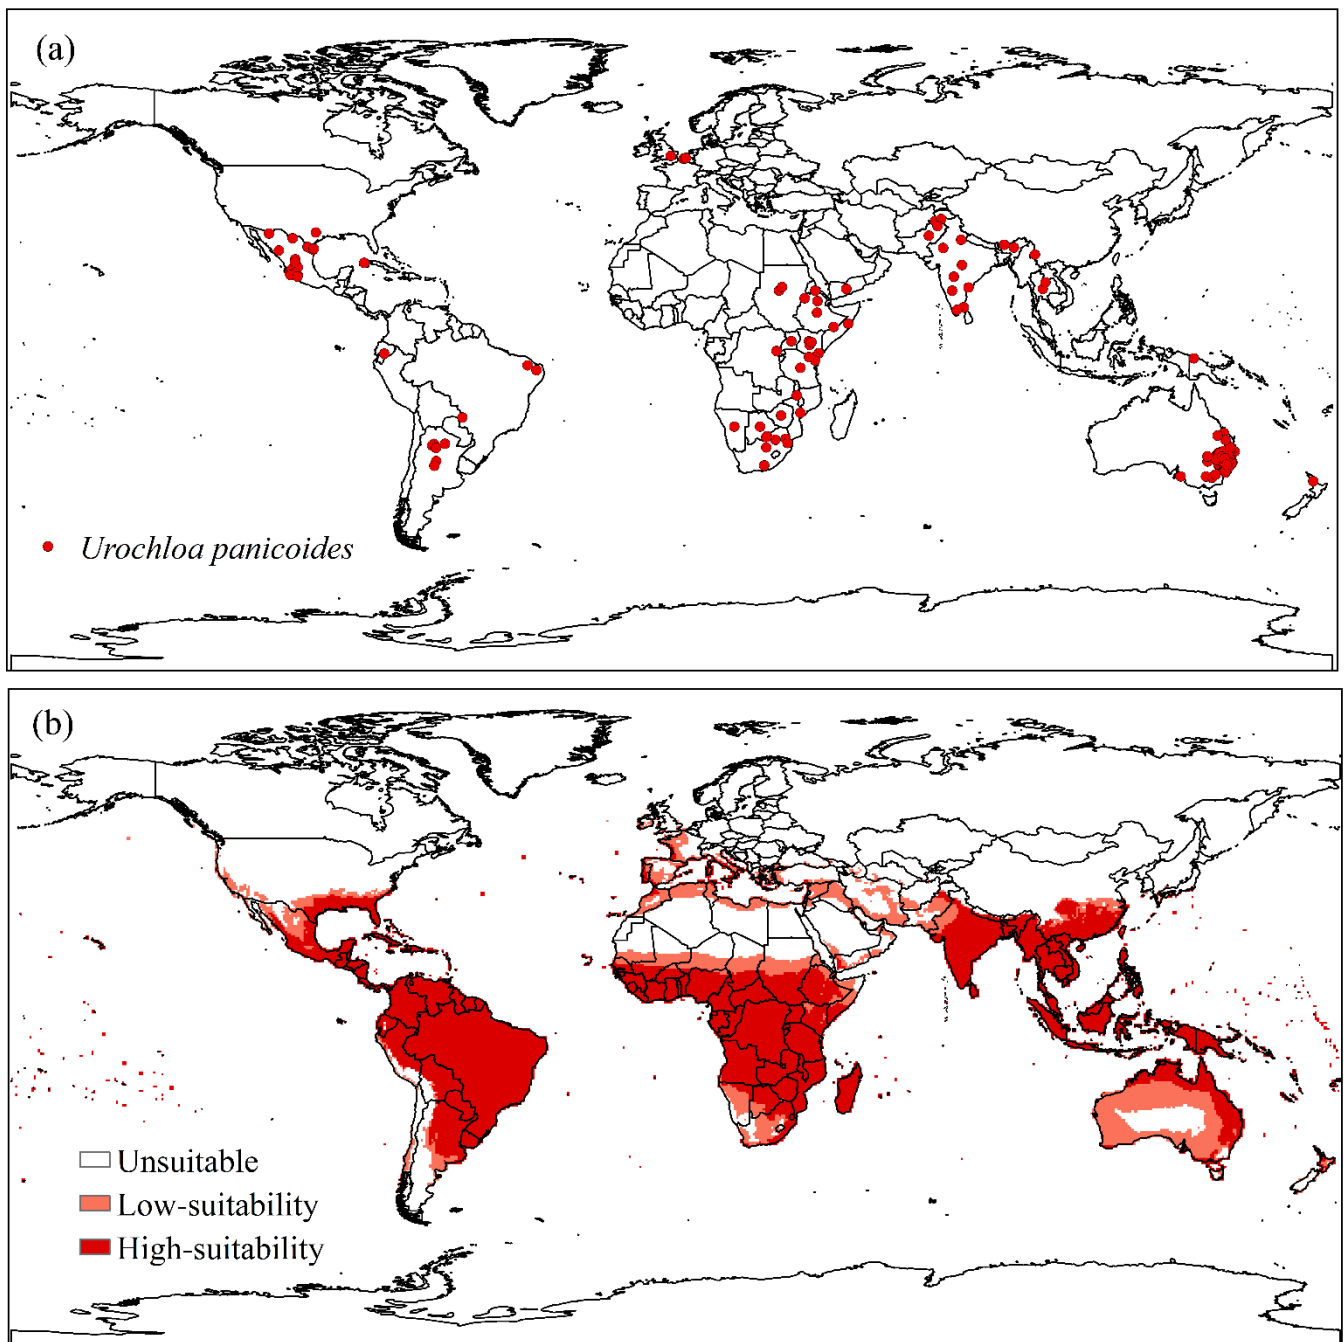 (a)
Urochloa panicoides
(b)
Unsuitable
Low-suitability
High-suitability